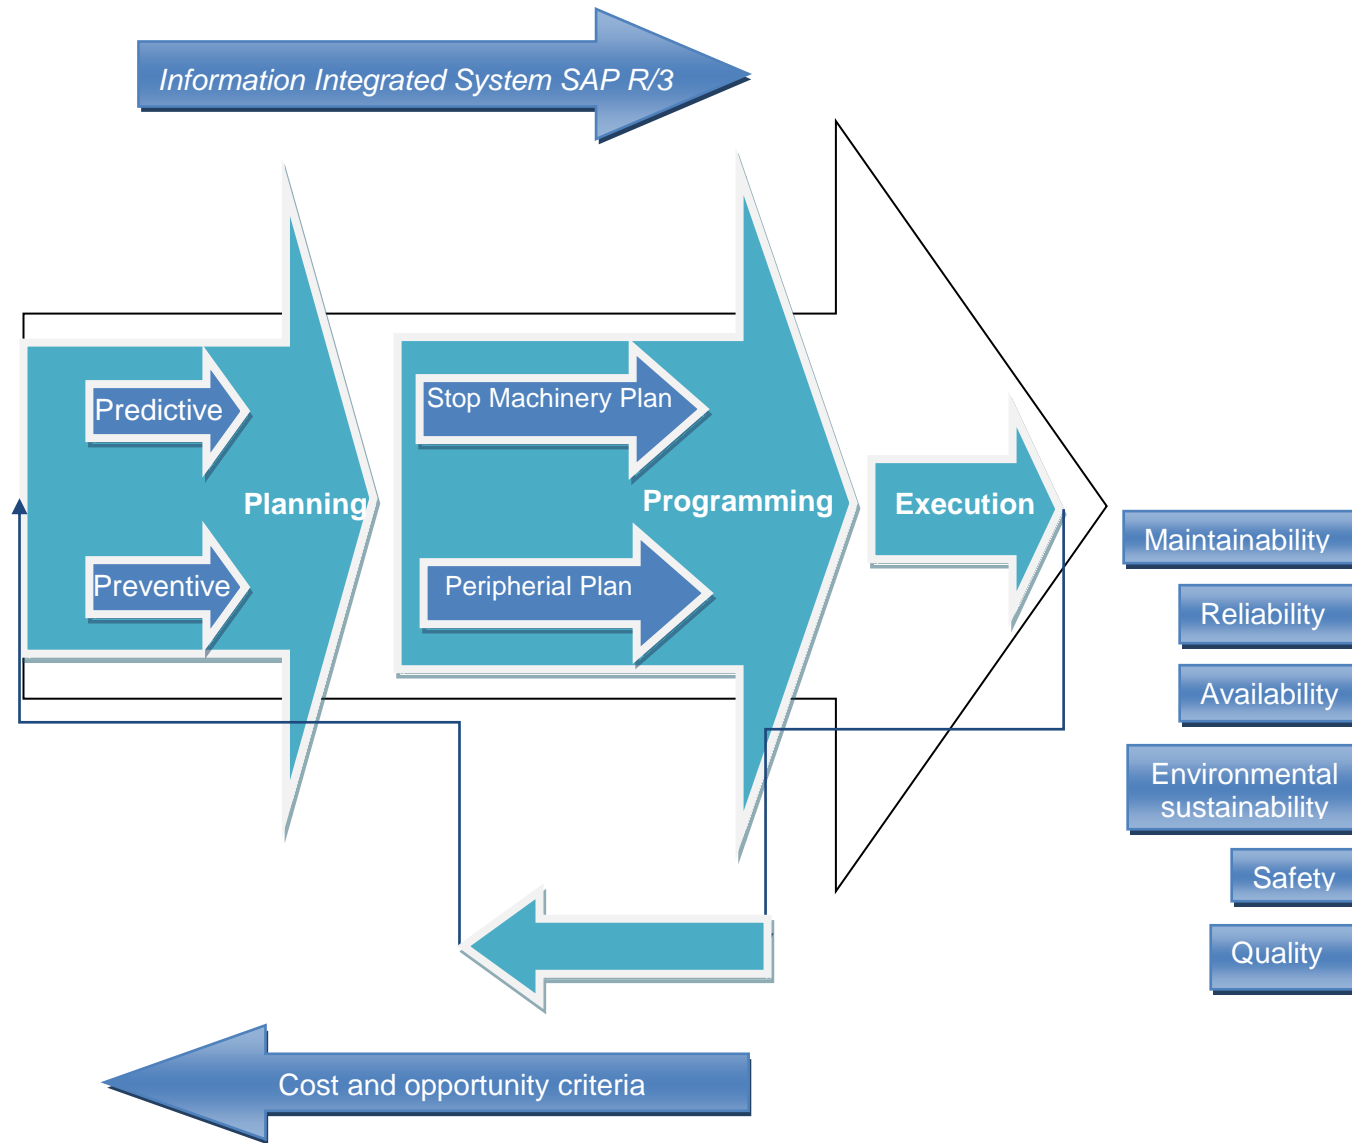 Information Integrated System SAP R/3
Predictive
Preventive
Planning
Stop Machinery Plan
Peripherial Plan
Programming
Execution
Maintainability
Reliability
Availability
Environmental
sustainability
Safety
Quality
Cost and opportunity criteria